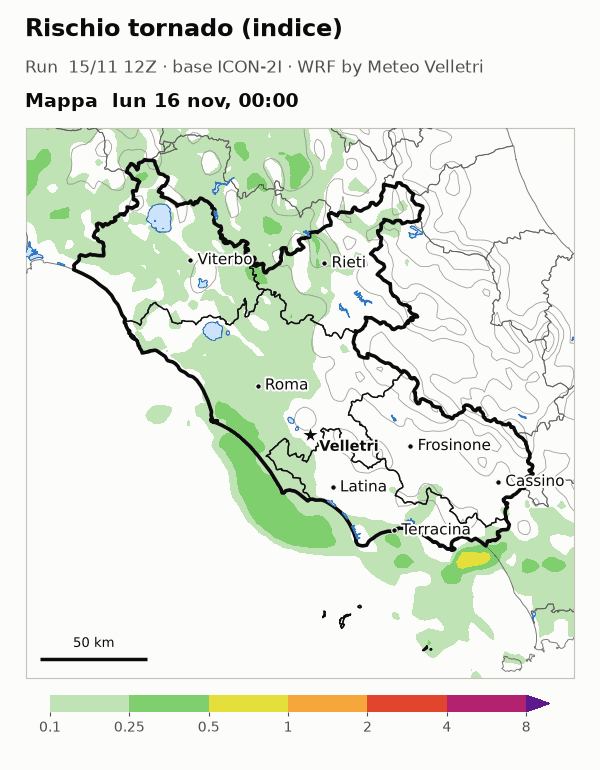 Rischio tornado (indice)
Run  15/11 12Z · base ICON-2I · WRF by Meteo Velletri
Mappa  lun 16 nov, 00:00
Viterbo
Rieti
Roma
Velletri
Frosinone
Cassino
Latina
Terracina
50 km
0.1 0.25 0.5 1 2 4 8